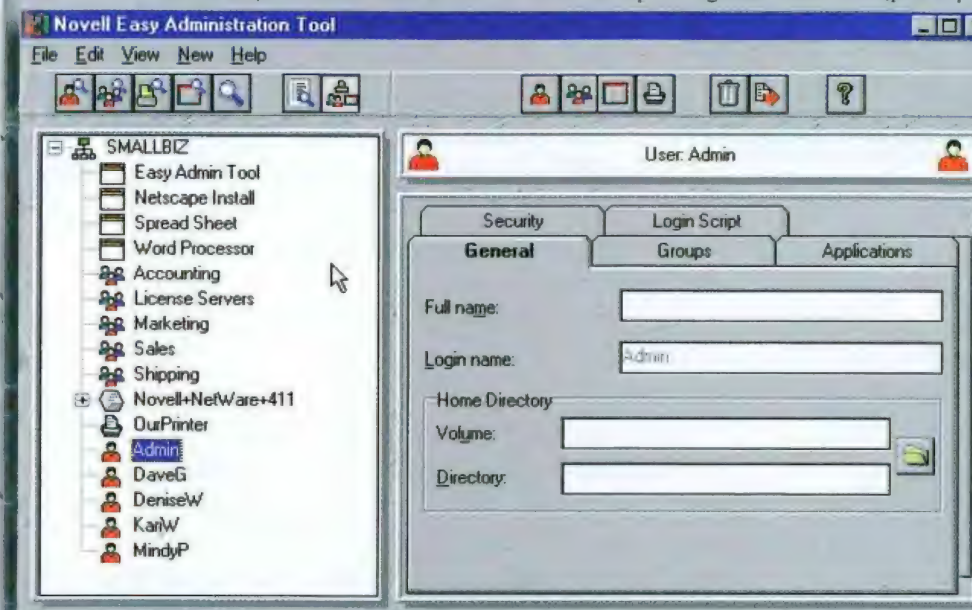 Novell Easy Administration Tool
File Edit View New Help
SMALLBIZ
Easy Admin Tool
Netscape Install
Spread Sheet
Word Processor
Accounting
License Servers
Marketing
Sales
Shipping
Novell+NetWare+411
OurPrinter
Admin
DaveG
DeniseW
KariW
MindyP
User: Admin
Security Login Script
General Groups Applications
Full name:
Login name: Admin
Home Directory
Volume:
Directory: